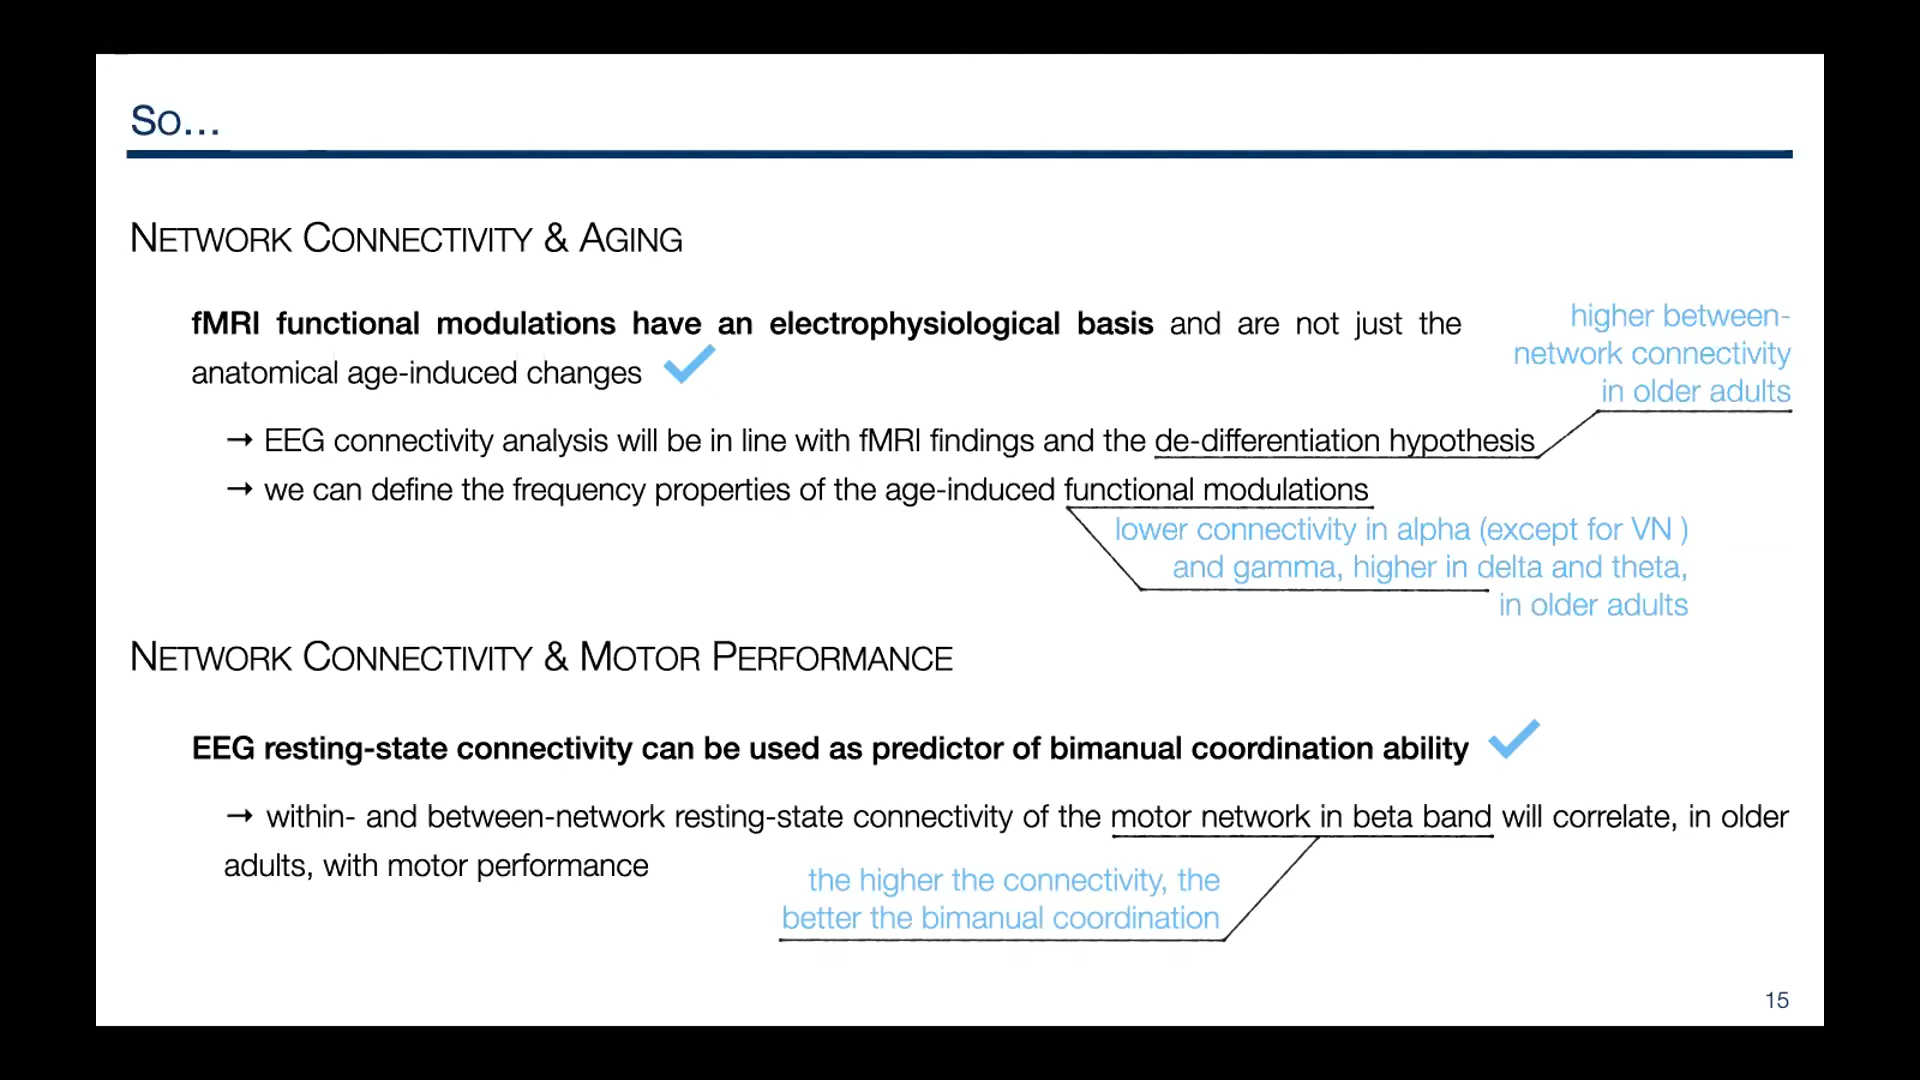 So...
NETWORK CONNECTIVITY & AGING
fMRI functional modulations have an electrophysiological basis and are not just the
anatomical age-induced changes
higher between-
network connectivity
in older adults
→ EEG connectivity analysis will be in line with fMRI findings and the de-differentiation hypothesis
→ we can define the frequency properties of the age-induced functional modulations
lower connectivity in alpha (except for VN )
and gamma, higher in delta and theta,
in older adults
NETWORK CONNECTIVITY & MOTOR PERFORMANCE
EEG resting-state connectivity can be used as predictor of bimanual coordination ability
→ within- and between-network resting-state connectivity of the motor network in beta band will correlate, in older
adults, with motor performance
the higher the connectivity, the
better the bimanual coordination
15